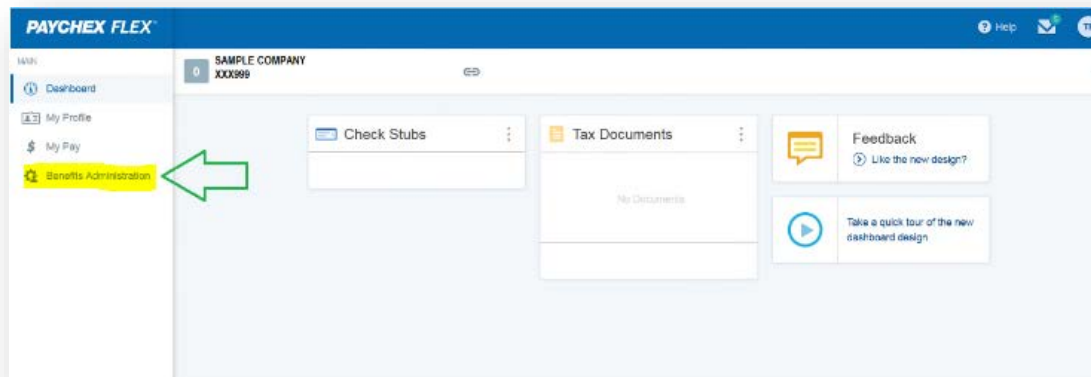 PAYCHEX FLEX
Help
MAIN
Dashboard
My Profile
My Pay
Benefits Administration
0
SAMPLE COMPANY
XXX999
Check Stubs
Tax Documents
No Documents
Feedback
Like the new design?
Take a quick tour of the new
dashboard design